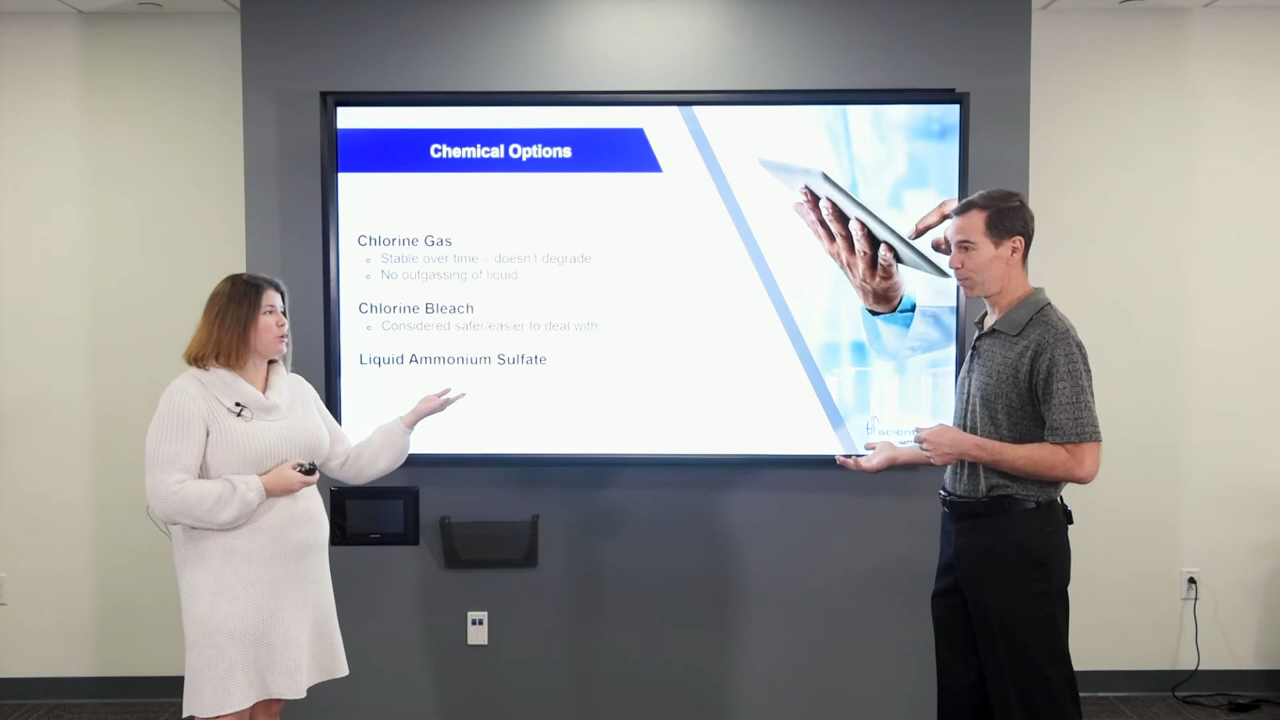 Chemical Options
Chlorine Gas
Stable over time – doesn't degrade
No outgassing of liquid
Chlorine Bleach
Considered safer/easier to deal with
Liquid Ammonium Sulfate